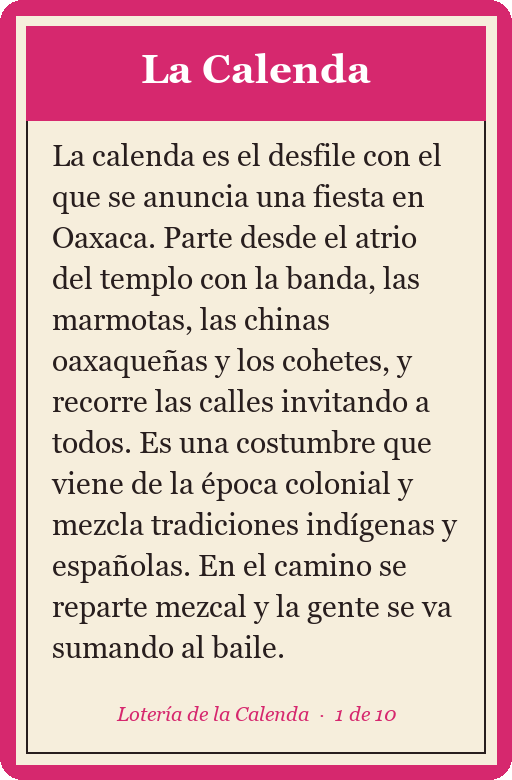 La Calenda
La calenda es el desfile con el
que se anuncia una fiesta en
Oaxaca. Parte desde el atrio
del templo con la banda, las
marmotas, las chinas
oaxaqueñas y los cohetes, y
recorre las calles invitando a
todos. Es una costumbre que
viene de la época colonial y
mezcla tradiciones indígenas y
españolas. En el camino se
reparte mezcal y la gente se va
sumando al baile.
Lotería de la Calenda · 1 de 10